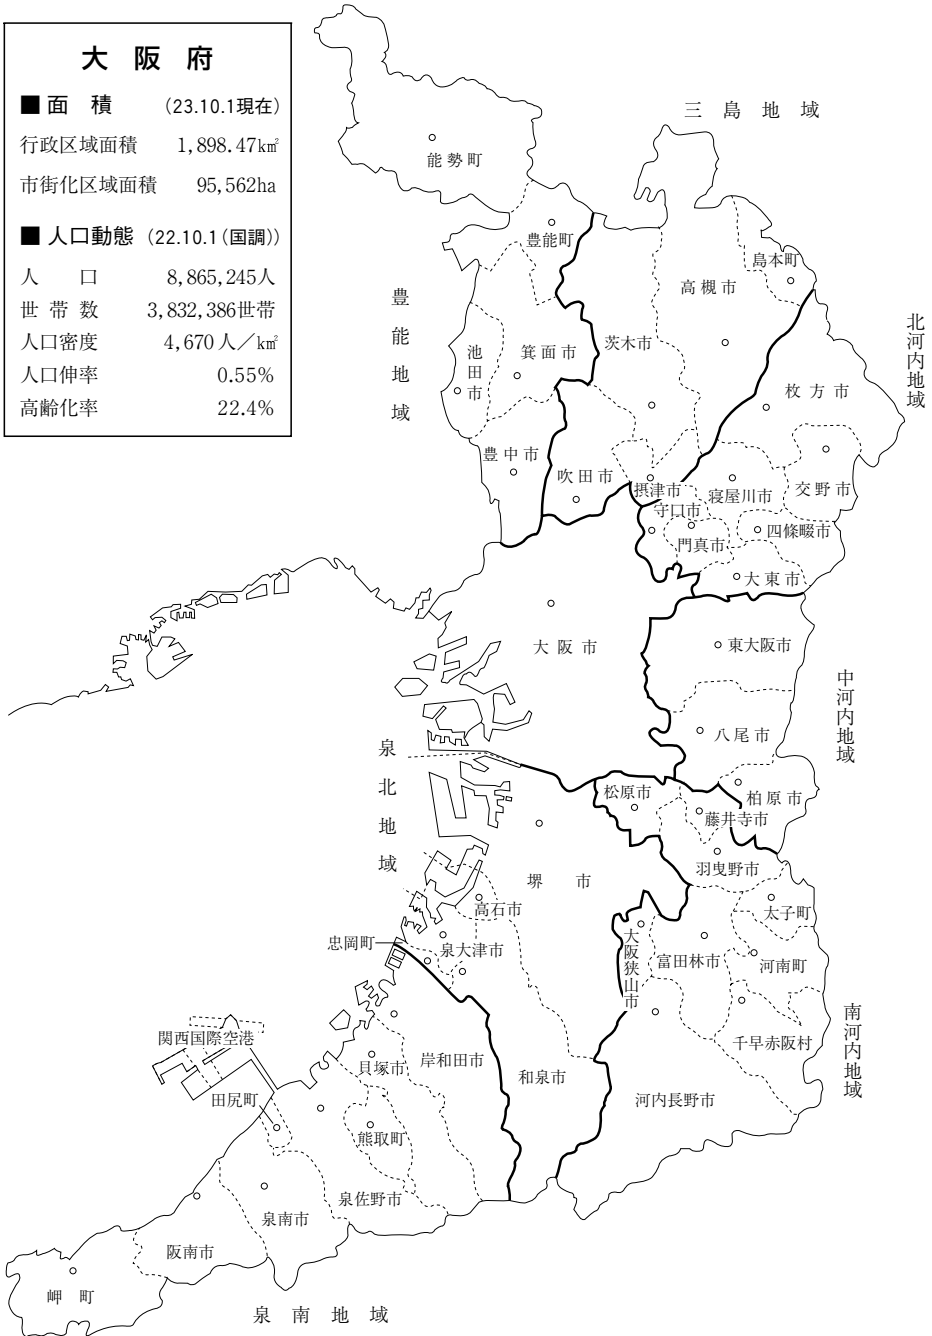 大阪府
■面積 (23.10.1現在)
行政区域面積 1,898.47㎢
市街化区域面積 95,562ha
■人口動態 (22.10.1(国調))
人口 8,865,245人
世帯数 3,832,386世帯
人口密度 4,670人／㎢
人口伸率 0.55%
高齢化率 22.4%
三島地域
能勢町
豊能町
島本町
高槻市
豊能地域
北河内地域
茨木市
池田市
箕面市
枚方市
豊中市
吹田市
摂津市
寝屋川市
交野市
守口市
門真市
四條畷市
大東市
大阪市
東大阪市
中河内地域
八尾市
泉北地域
松原市
柏原市
藤井寺市
羽曳野市
堺市
高石市
太子町
忠岡町
泉大津市
大阪狭山市
富田林市
河南町
南河内地域
関西国際空港
千早赤阪村
岸和田市
貝塚市
和泉市
田尻町
河内長野市
熊取町
泉佐野市
泉南市
阪南市
岬町
泉南地域